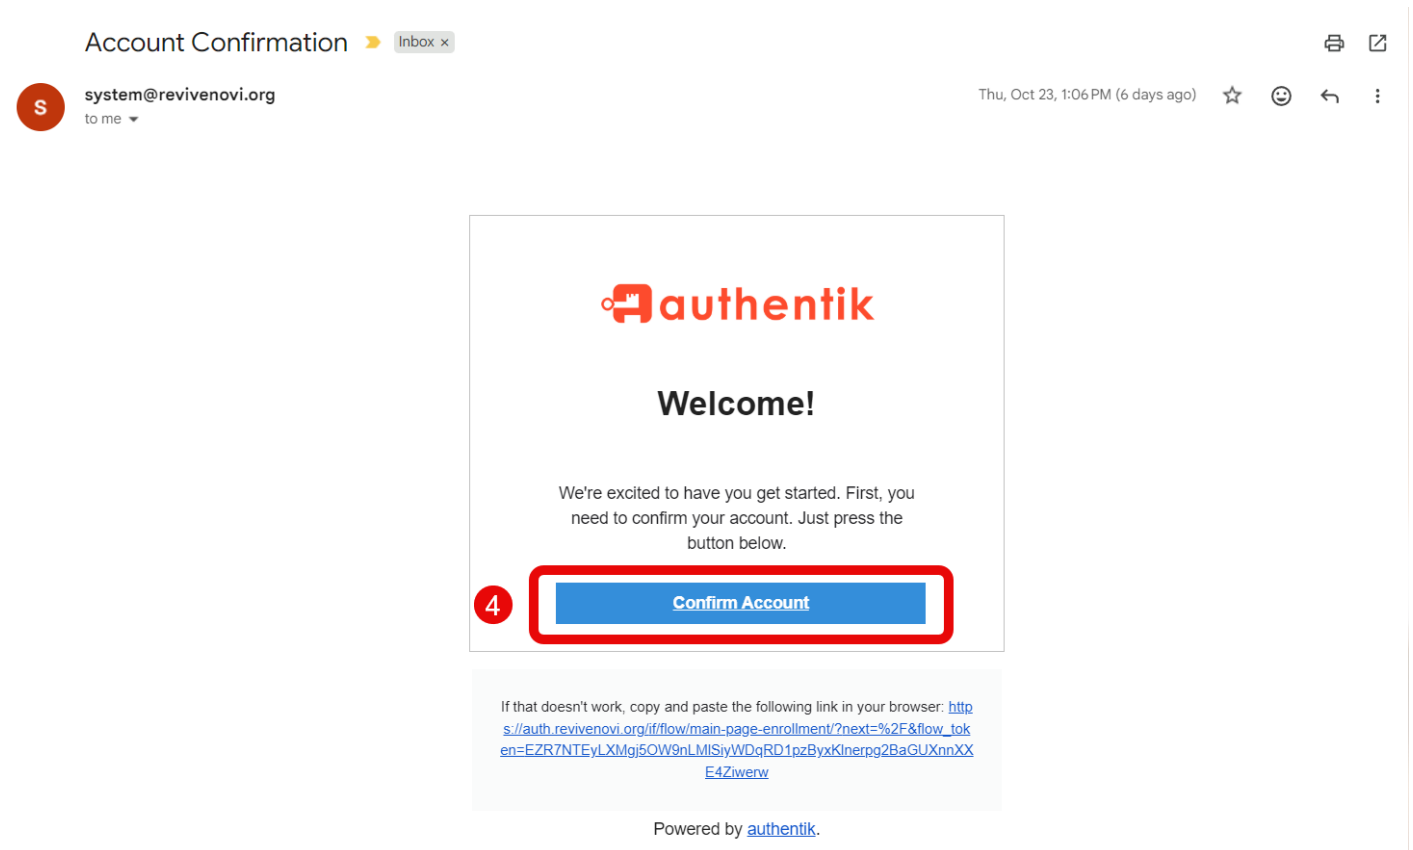 Account Confirmation
Inbox ×
S
system@revivenovi.org
Thu, Oct 23, 1:06 PM (6 days ago)
to me
authentik
Welcome!
We're excited to have you get started. First, you
need to confirm your account. Just press the
button below.
4
Confirm Account
If that doesn't work, copy and paste the following link in your browser: http
s://auth.revivenovi.org/if/flow/main-page-enrollment/?next=%2F&flow_tok
en=EZR7NTEyLXMgj5OW9nLMlSiyWDqRD1pzByxKlnerpg2BaGUXnnXX
E4Ziwerw
Powered by authentik.